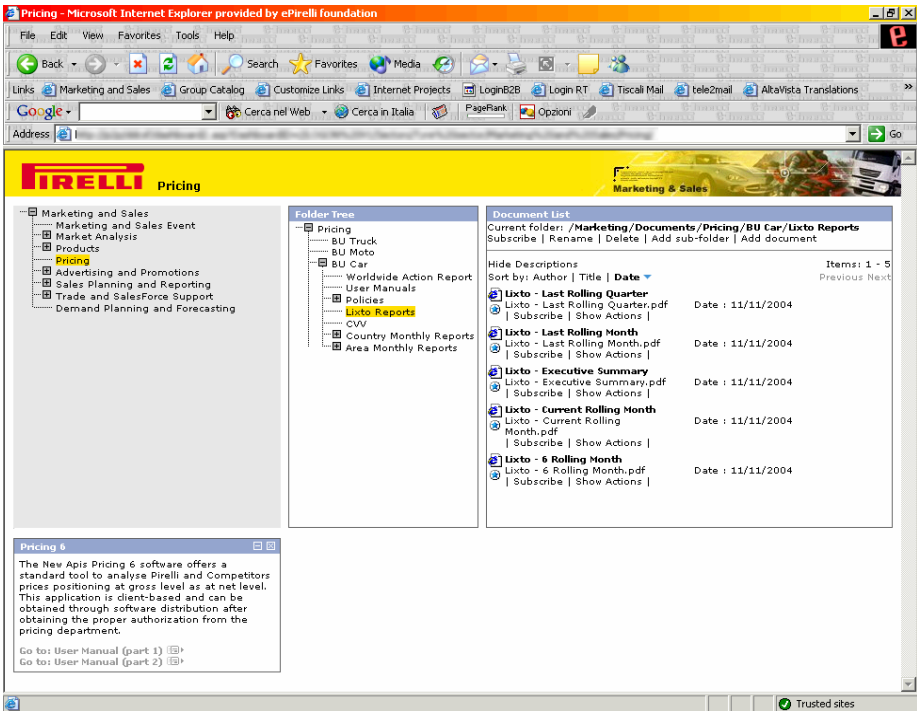 Pricing - Microsoft Internet Explorer provided by ePirelli foundation
File Edit View Favorites Tools Help
Back Search Favorites Media
Links Marketing and Sales Group Catalog Customize Links Internet Projects LoginB2B Login RT Tiscali Mail tele2mail AltaVista Translations »
Google Cerca nel Web Cerca in Italia PageRank Opzioni
Address Go
PIRELLI Pricing
Marketing & Sales
Marketing and Sales
Marketing and Sales Event
Market Analysis
Products
Pricing
Advertising and Promotions
Sales Planning and Reporting
Trade and SalesForce Support
Demand Planning and Forecasting
Folder Tree
Pricing
BU Truck
BU Moto
BU Car
Worldwide Action Report
User Manuals
Policies
Lixto Reports
CVV
Country Monthly Reports
Area Monthly Reports
Document List
Current folder: /Marketing/Documents/Pricing/BU Car/Lixto Reports
Subscribe | Rename | Delete | Add sub-folder | Add document
Hide Descriptions Items: 1 - 5
Sort by: Author | Title | Date Previous Next
Lixto - Last Rolling Quarter
Lixto - Last Rolling Quarter.pdf Date : 11/11/2004
| Subscribe | Show Actions |
Lixto - Last Rolling Month
Lixto - Last Rolling Month.pdf Date : 11/11/2004
| Subscribe | Show Actions |
Lixto - Executive Summary
Lixto - Executive Summary.pdf Date : 11/11/2004
| Subscribe | Show Actions |
Lixto - Current Rolling Month
Lixto - Current Rolling Date : 11/11/2004
Month.pdf
| Subscribe | Show Actions |
Lixto - 6 Rolling Month
Lixto - 6 Rolling Month.pdf Date : 11/11/2004
| Subscribe | Show Actions |
Pricing 6
The New Apis Pricing 6 software offers a
standard tool to analyse Pirelli and Competitors
prices positioning at gross level as at net level.
This application is client-based and can be
obtained through software distribution after
obtaining the proper authorization from the
pricing department.
Go to: User Manual (part 1)
Go to: User Manual (part 2)
Trusted sites